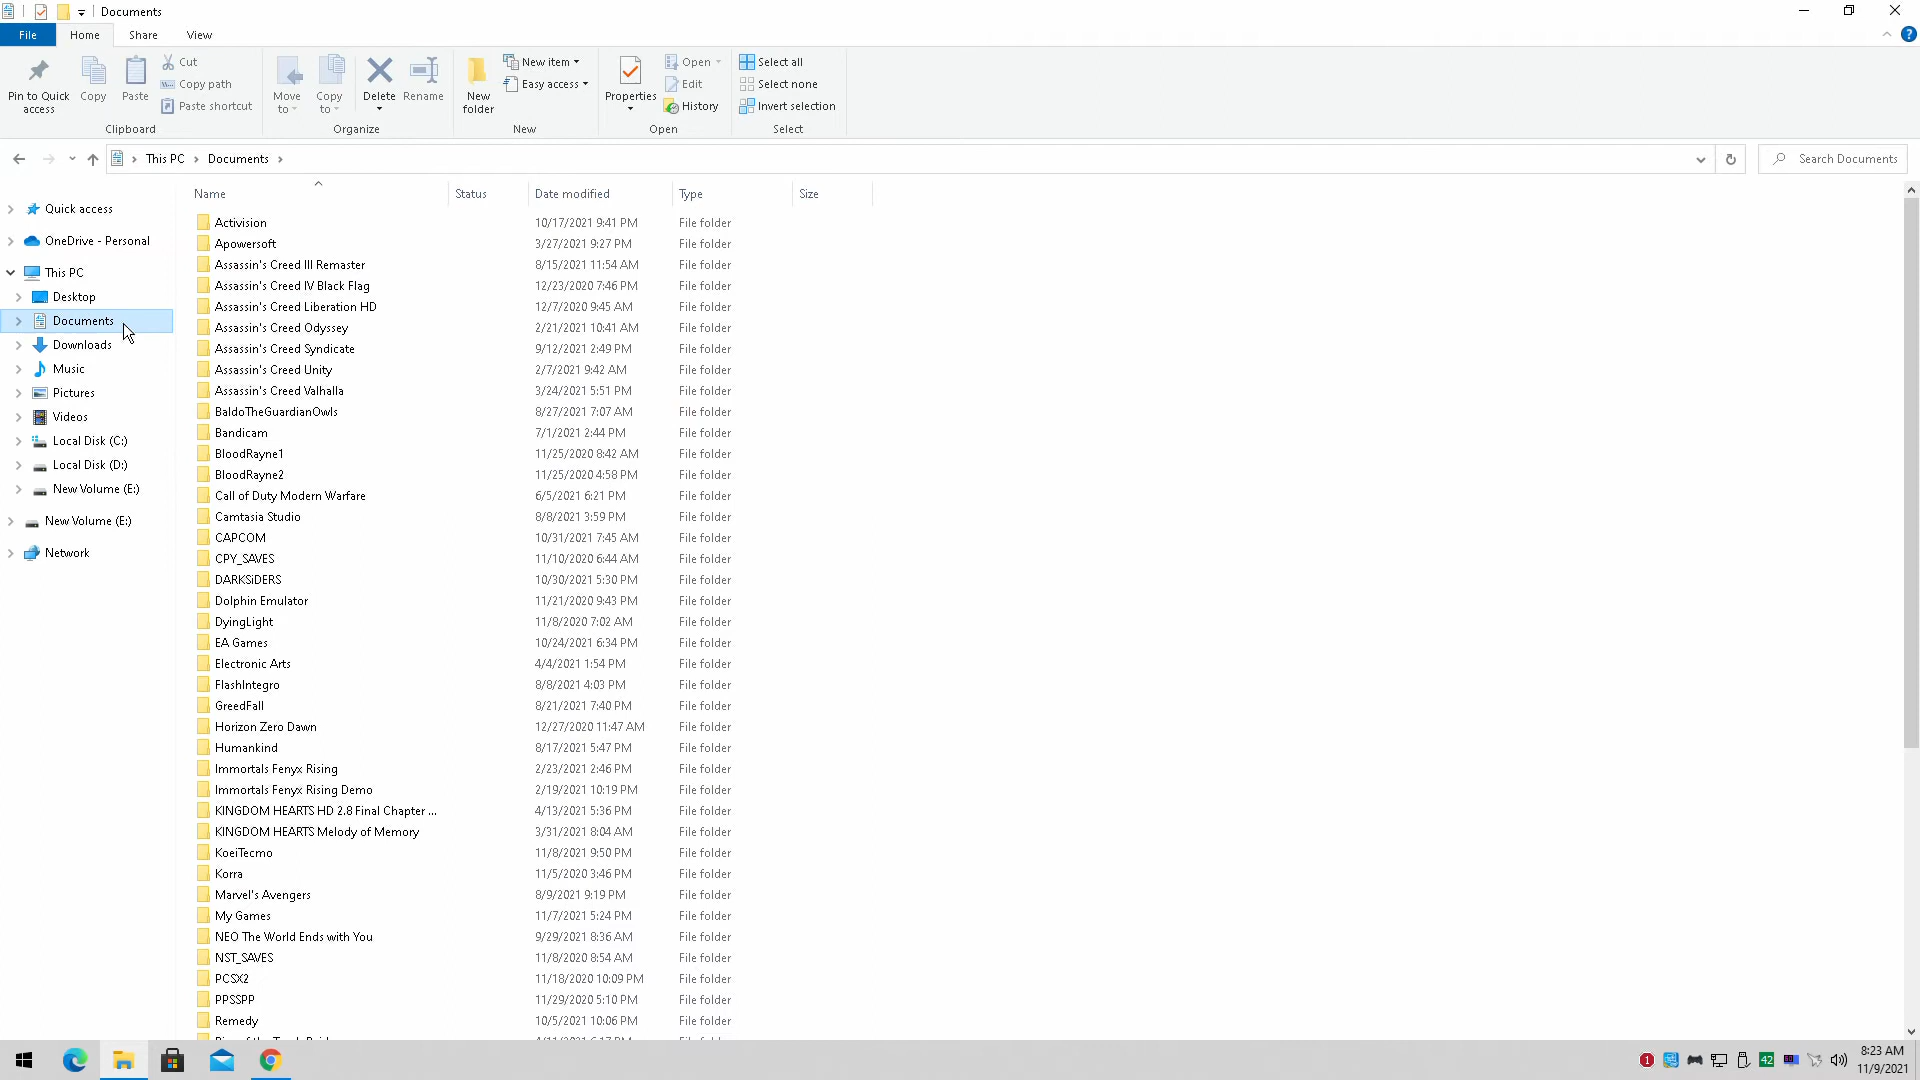 Documents
File Home Share View
Pin to Quick access
Copy
Paste
Cut
Copy path
Paste shortcut
Clipboard
Move to
Copy to
Delete
Rename
Organize
New folder
New item
Easy access
New
Properties
Open
Edit
History
Open
Select all
Select none
Invert selection
Select
This PC Documents
Search Documents
Quick access
OneDrive - Personal
This PC
Desktop
Documents
Downloads
Music
Pictures
Videos
Local Disk (C:)
Local Disk (D:)
New Volume (E:)
New Volume (E:)
Network
Name Status Date modified Type Size
Activision 10/17/2021 9:41 PM File folder
Apowersoft 3/27/2021 9:27 PM File folder
Assassin's Creed III Remaster 8/15/2021 11:54 AM File folder
Assassin's Creed IV Black Flag 12/23/2020 7:46 PM File folder
Assassin's Creed Liberation HD 12/7/2020 9:45 AM File folder
Assassin's Creed Odyssey 2/21/2021 10:41 AM File folder
Assassin's Creed Syndicate 9/12/2021 2:49 PM File folder
Assassin's Creed Unity 2/7/2021 9:42 AM File folder
Assassin's Creed Valhalla 3/24/2021 5:51 PM File folder
BaldoTheGuardianOwls 8/27/2021 7:07 AM File folder
Bandicam 7/1/2021 2:44 PM File folder
BloodRayne1 11/25/2020 8:42 AM File folder
BloodRayne2 11/25/2020 4:58 PM File folder
Call of Duty Modern Warfare 6/5/2021 6:21 PM File folder
Camtasia Studio 8/8/2021 3:59 PM File folder
CAPCOM 10/31/2021 7:45 AM File folder
CPY_SAVES 11/10/2020 6:44 AM File folder
DARKSiDERS 10/30/2021 5:30 PM File folder
Dolphin Emulator 11/21/2020 9:43 PM File folder
DyingLight 11/8/2020 7:02 AM File folder
EA Games 10/24/2021 6:34 PM File folder
Electronic Arts 4/4/2021 1:54 PM File folder
FlashIntegro 8/8/2021 4:03 PM File folder
GreedFall 8/21/2021 7:40 PM File folder
Horizon Zero Dawn 12/27/2020 11:47 AM File folder
Humankind 8/17/2021 5:47 PM File folder
Immortals Fenyx Rising 2/23/2021 2:46 PM File folder
Immortals Fenyx Rising Demo 2/19/2021 10:19 PM File folder
KINGDOM HEARTS HD 2.8 Final Chapter ... 4/13/2021 5:36 PM File folder
KINGDOM HEARTS Melody of Memory 3/31/2021 8:04 AM File folder
KoeiTecmo 11/8/2021 9:50 PM File folder
Korra 11/5/2020 3:46 PM File folder
Marvel's Avengers 8/9/2021 9:19 PM File folder
My Games 11/7/2021 5:24 PM File folder
NEO The World Ends with You 9/29/2021 8:36 AM File folder
NST_SAVES 11/8/2020 8:54 AM File folder
PCSX2 11/18/2020 10:09 PM File folder
PPSSPP 11/29/2020 5:10 PM File folder
Remedy 10/5/2021 10:06 PM File folder
1
42
8:23 AM
11/9/2021